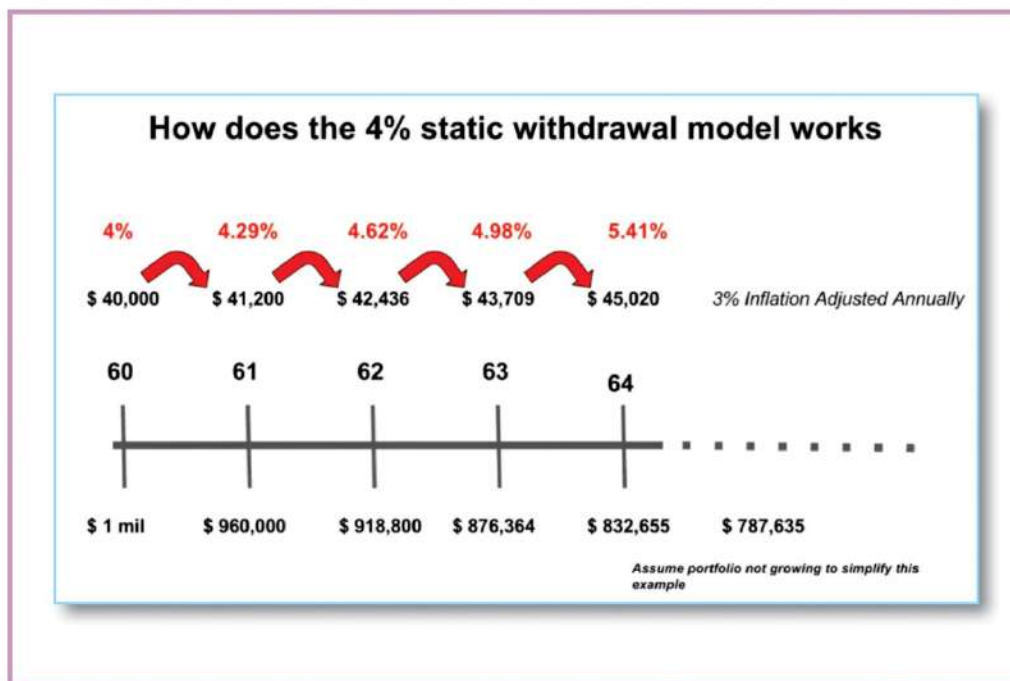 How does the 4% static withdrawal model works
4% 4.29% 4.62% 4.98% 5.41%
$ 40,000 $ 41,200 $ 42,436 $ 43,709 $ 45,020 3% Inflation Adjusted Annually
60 61 62 63 64
$ 1 mil $ 960,000 $ 918,800 $ 876,364 $ 832,655 $ 787,635
Assume portfolio not growing to simplify this
example